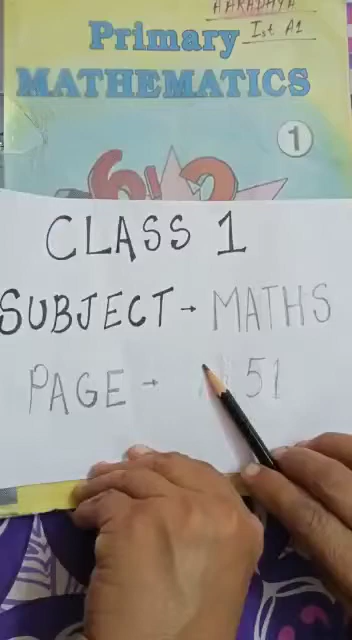 AARADHYA
Primary Ist A1
MATHEMATICS
1
CLASS 1
SUBJECT - MATHS
PAGE - 51